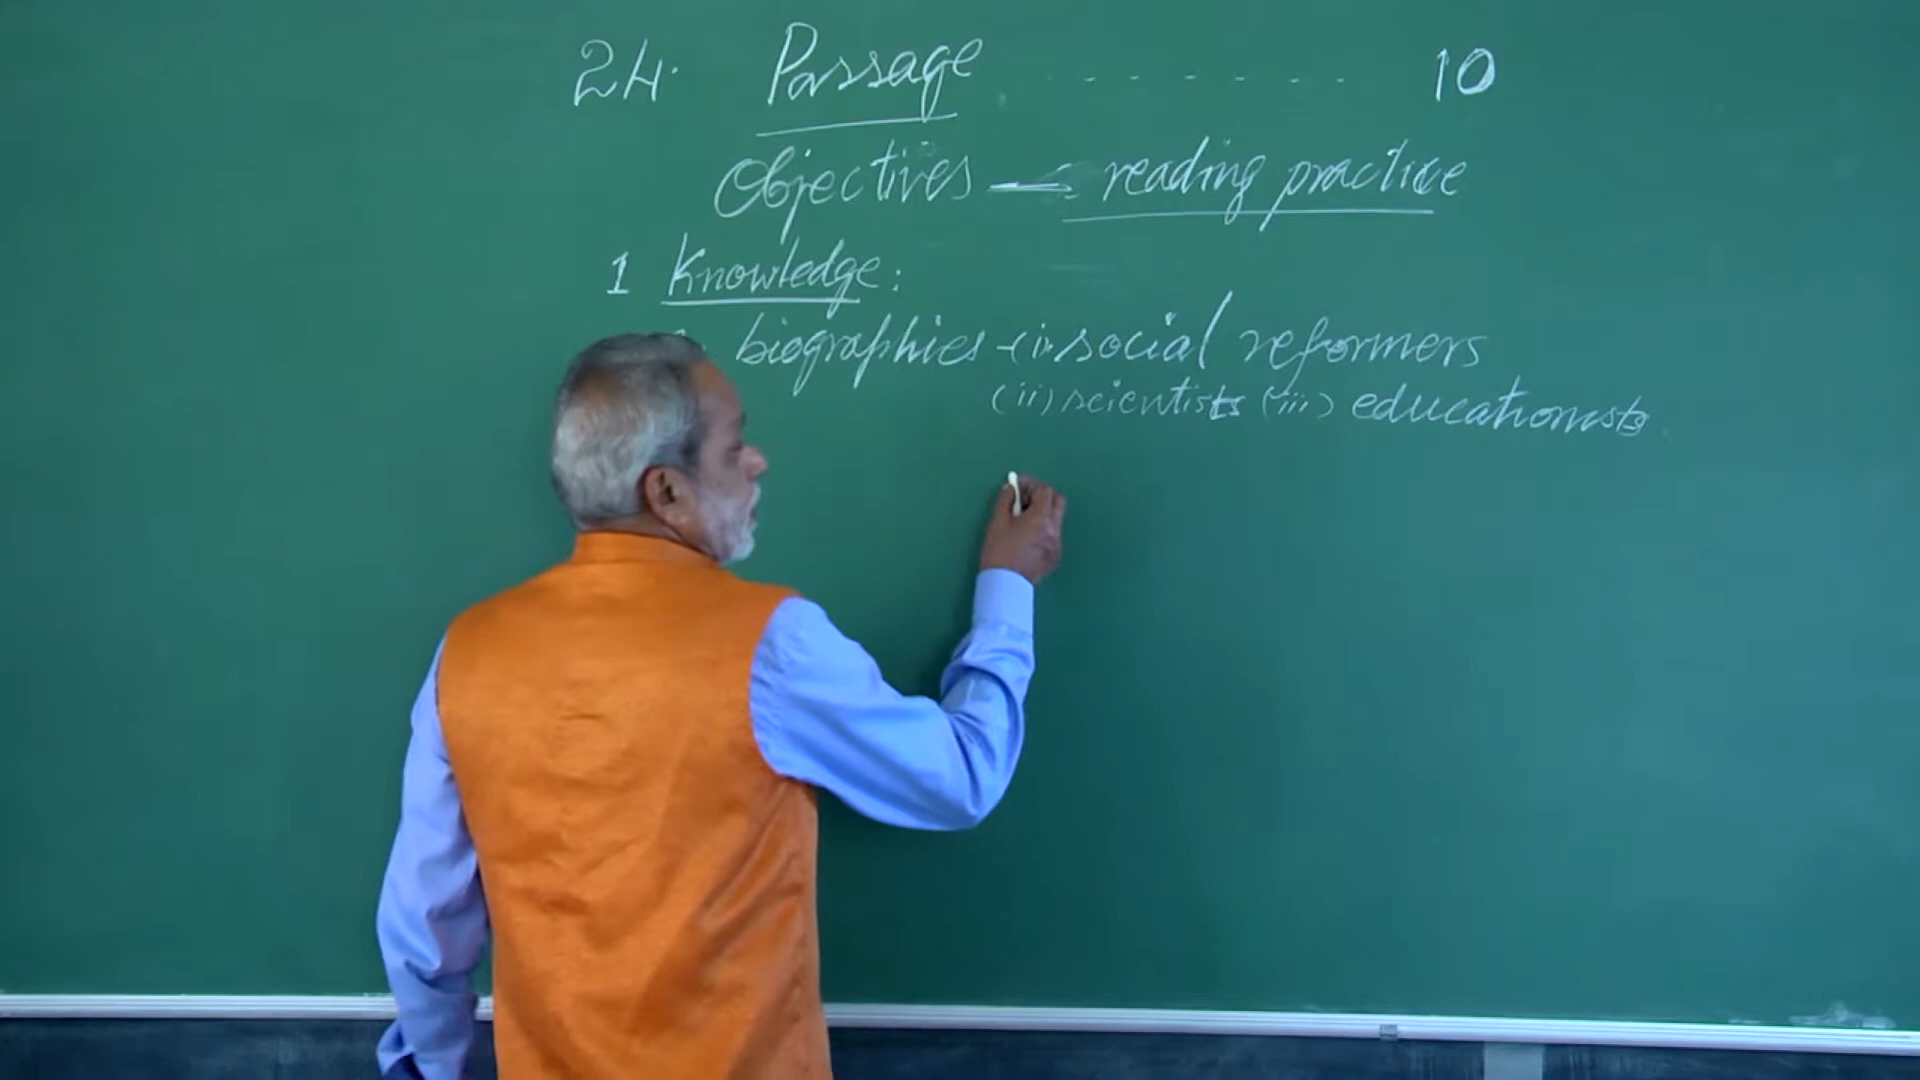 24. Passage . . . . . . 10
Objectives — reading practice
1 Knowledge:
biographies - (i) social reformers
(ii) scientists (iii) educationists